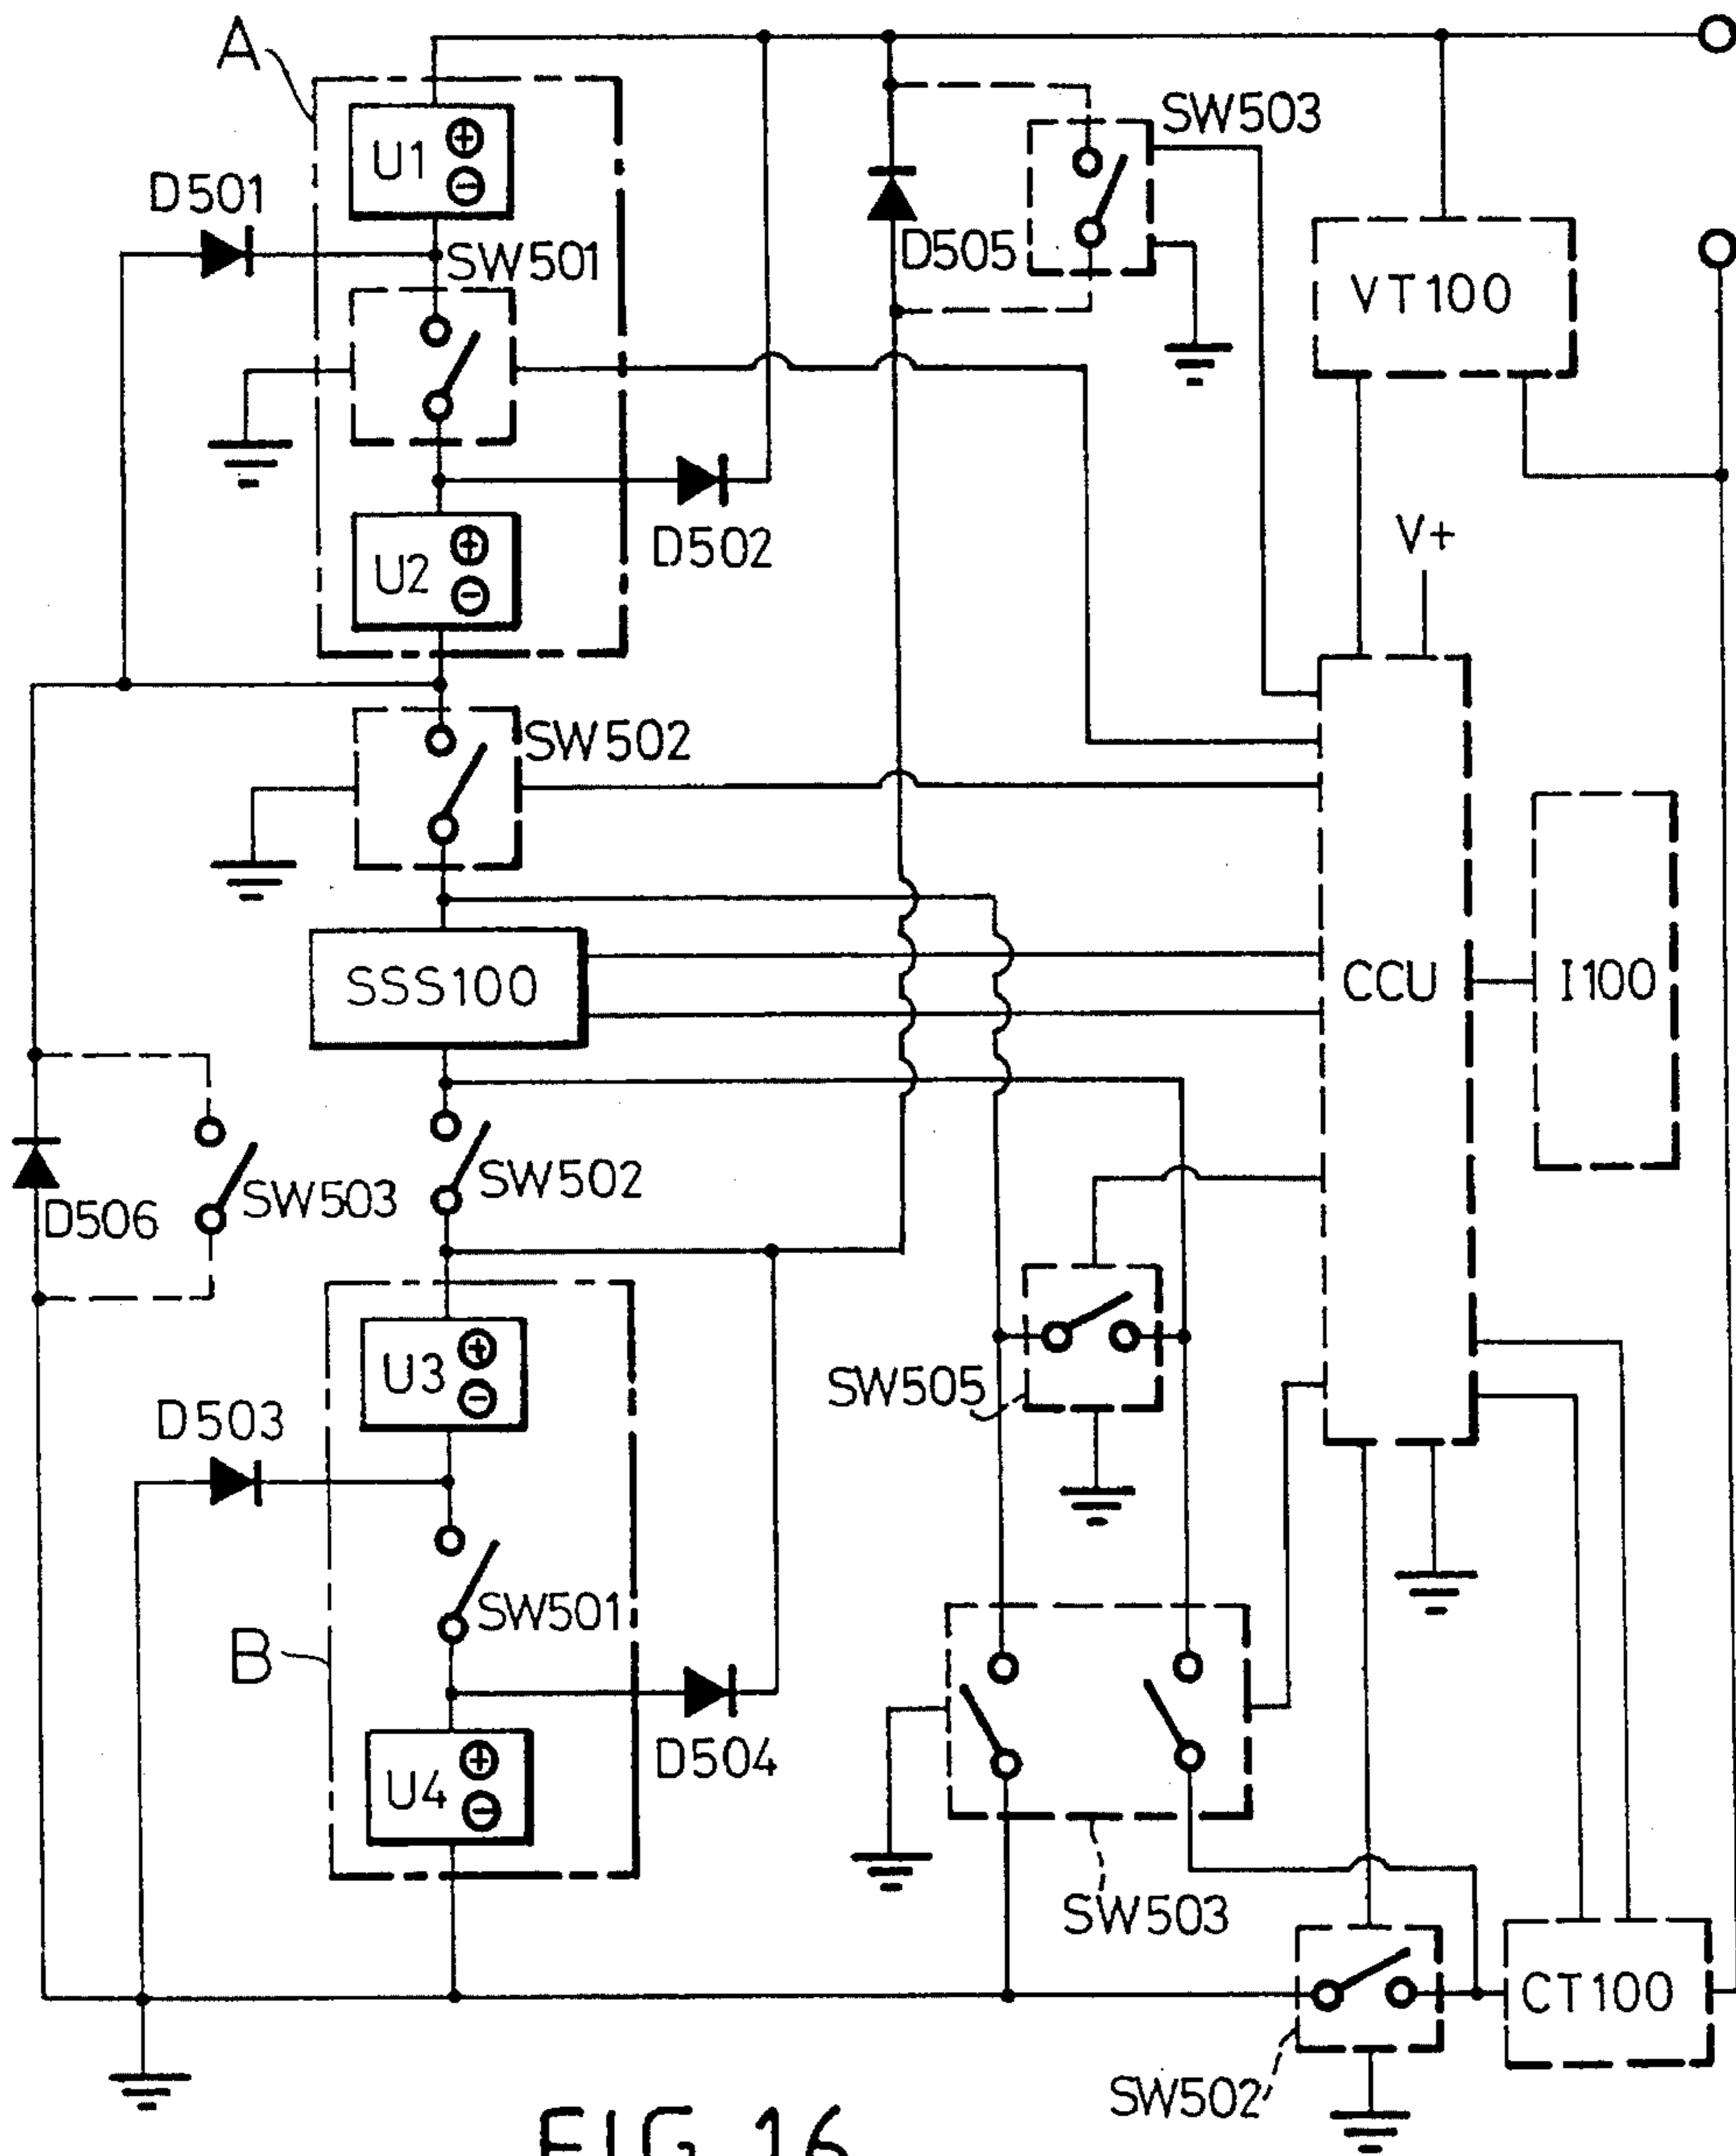 A
U1 ⊕
⊖
D501
SW501
SW503
D505
VT100
D502
V+
U2 ⊕
⊖
SW502
SSS100
CCU
I100
SW502
D506
SW503
U3 ⊕
⊖
SW505
D503
SW501
B
D504
U4 ⊕
⊖
SW503
CT100
SW502'
FIG. 16